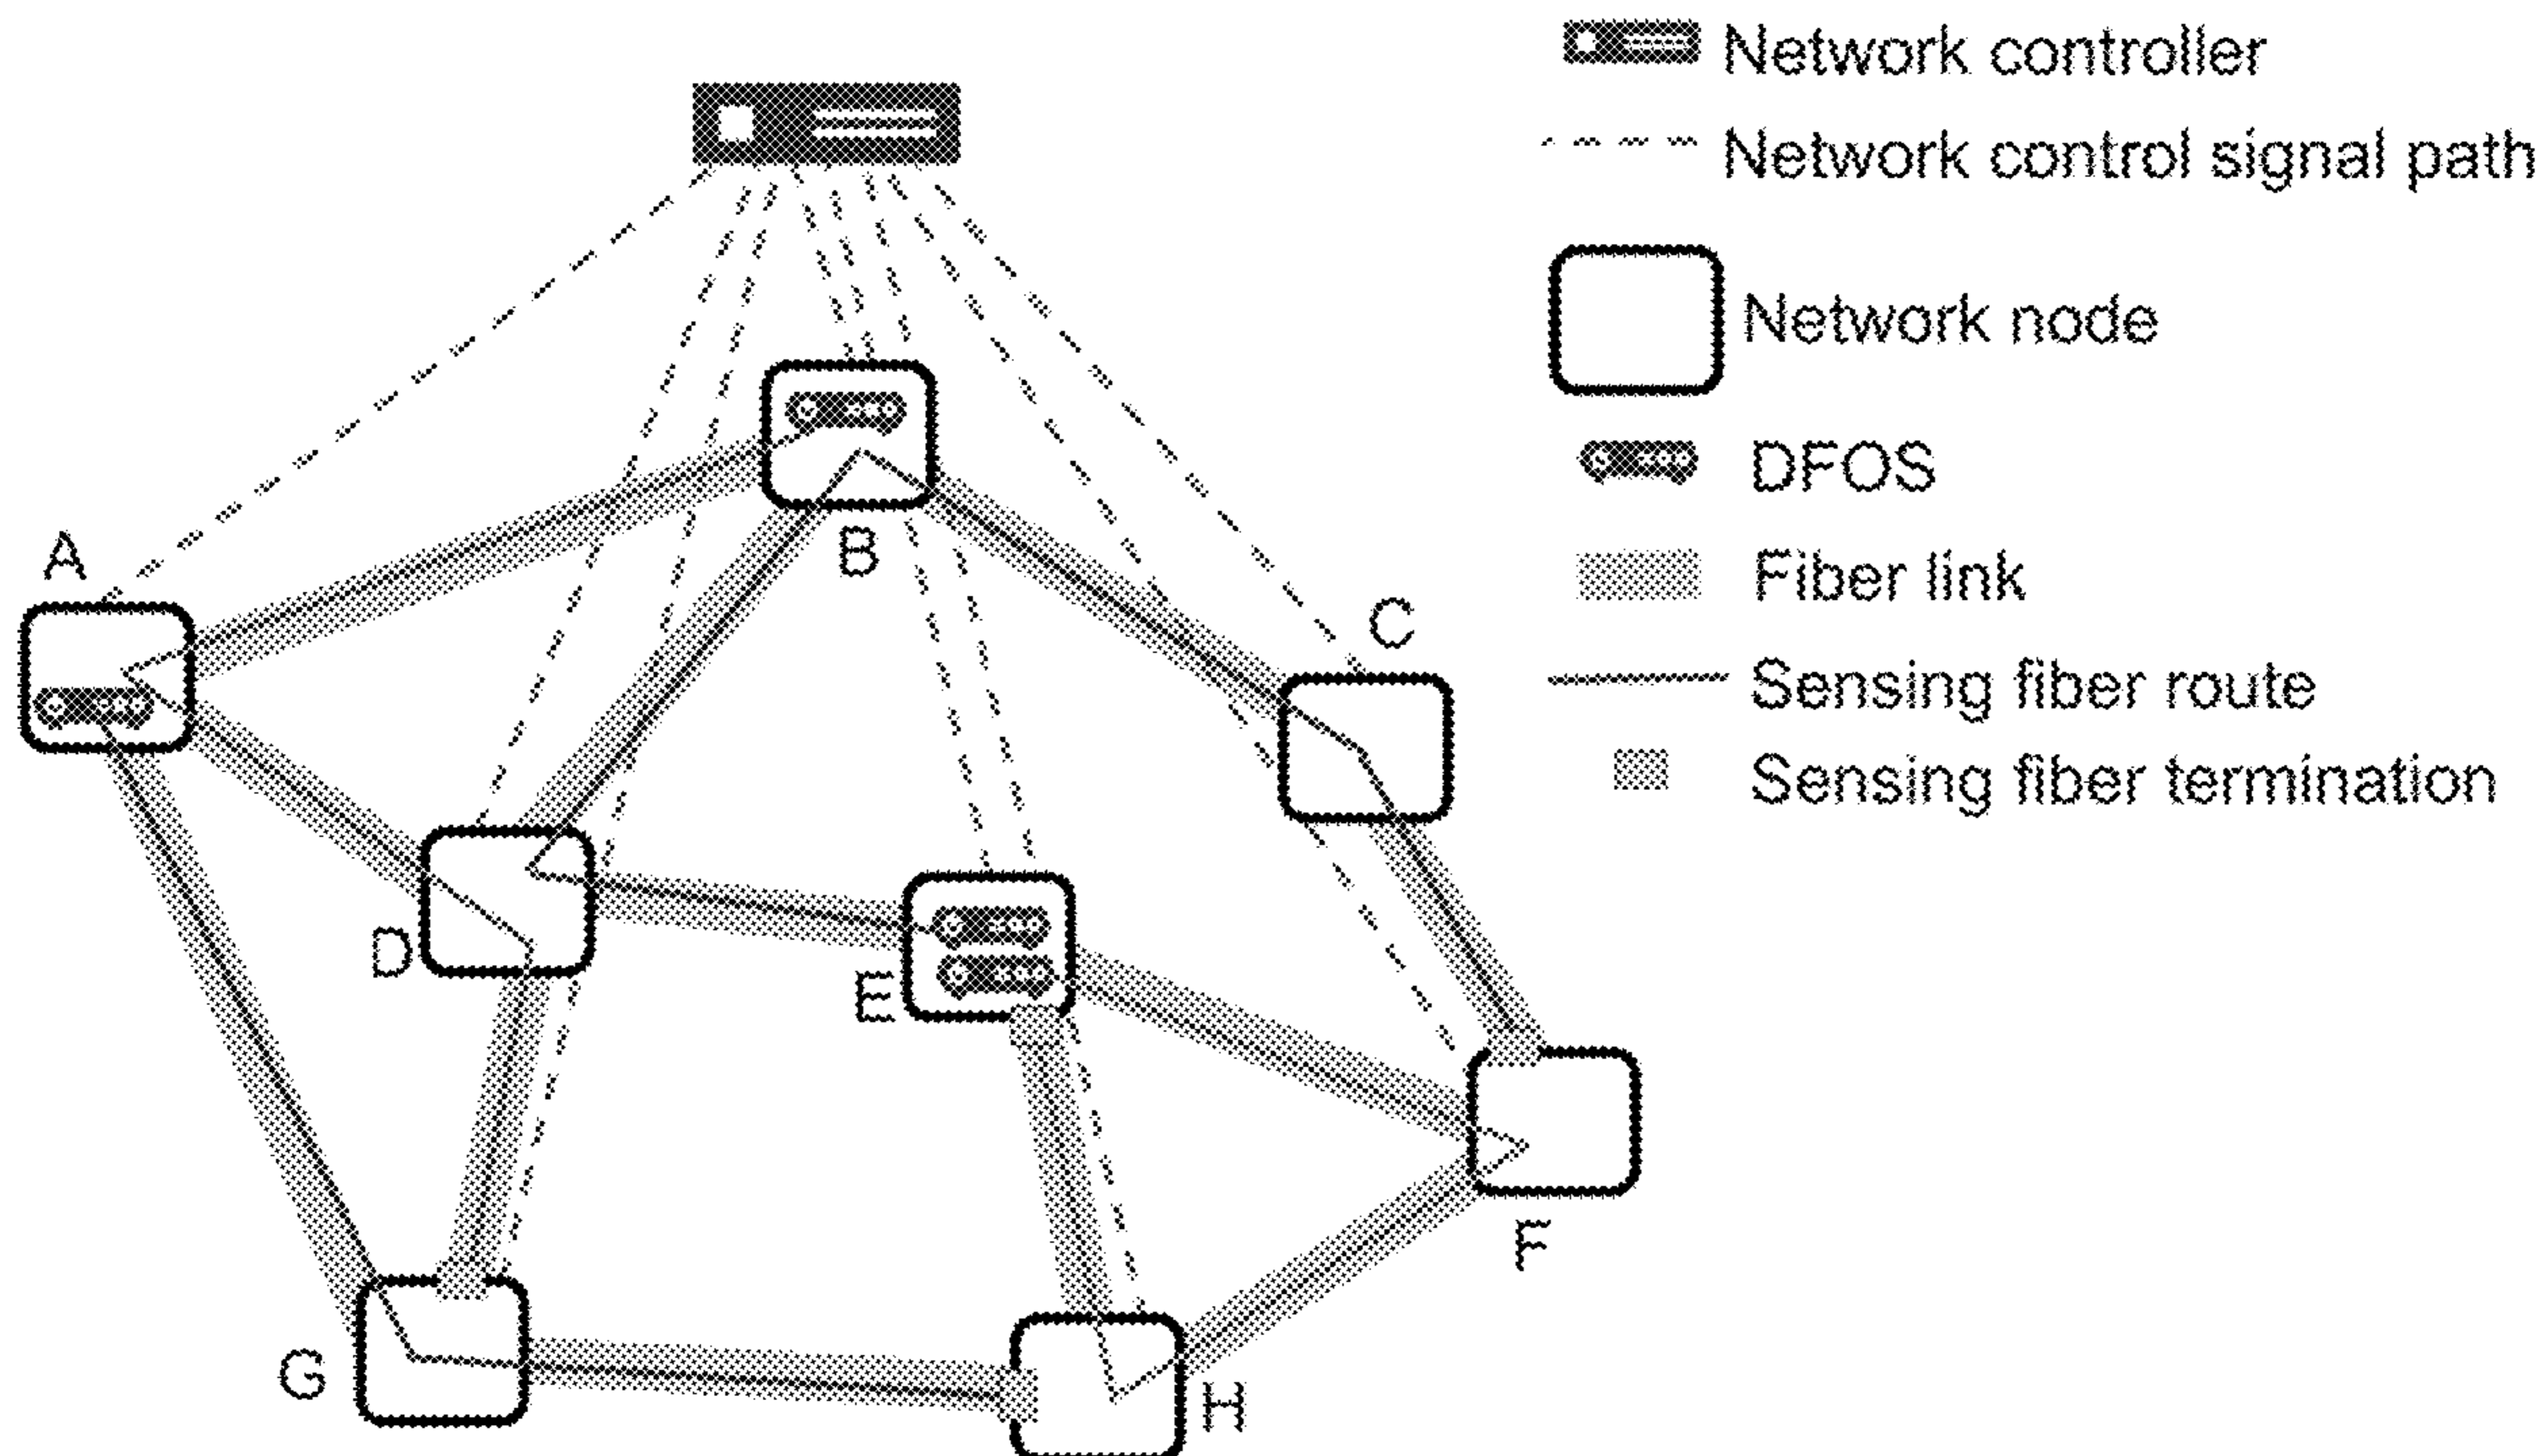 Network controller
Network control signal path
Network node
DFOS
Fiber link
Sensing fiber route
Sensing fiber termination
A
B
C
D
E
F
G
H